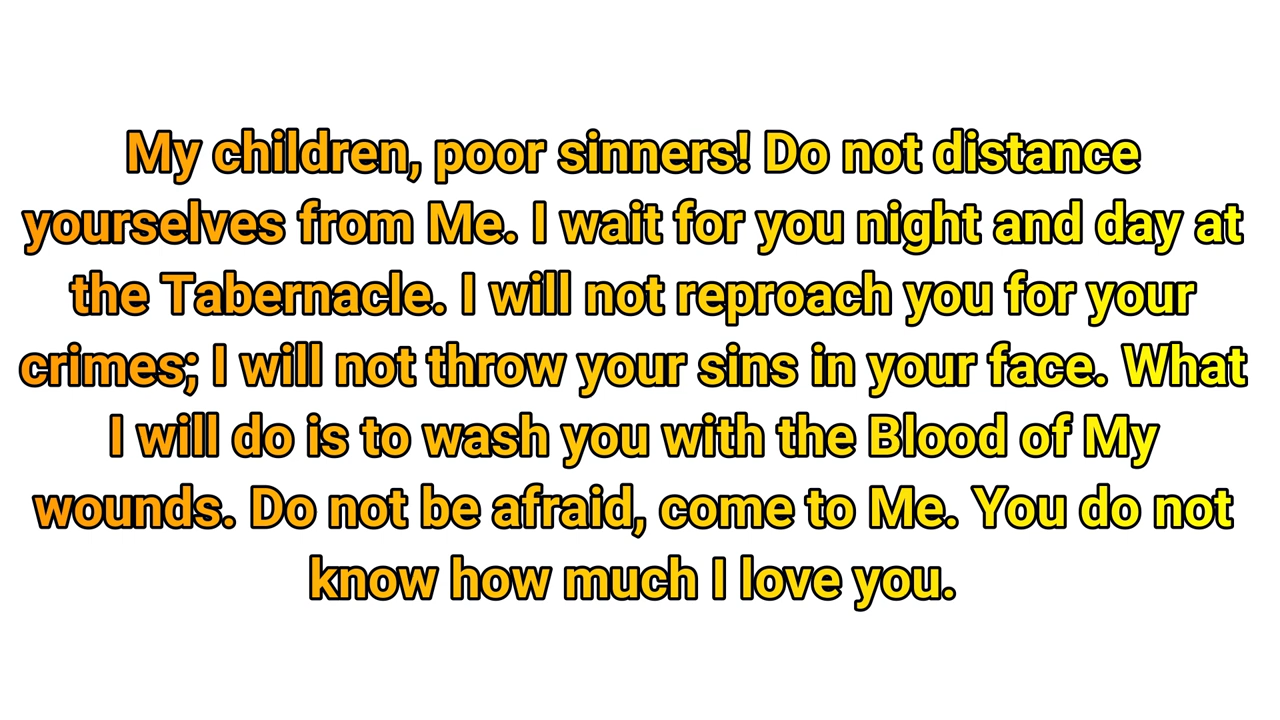 My children, poor sinners! Do not distance
yourselves from Me. I wait for you night and day at
the Tabernacle. I will not reproach you for your
crimes; I will not throw your sins in your face. What
I will do is to wash you with the Blood of My
wounds. Do not be afraid, come to Me. You do not
know how much I love you.